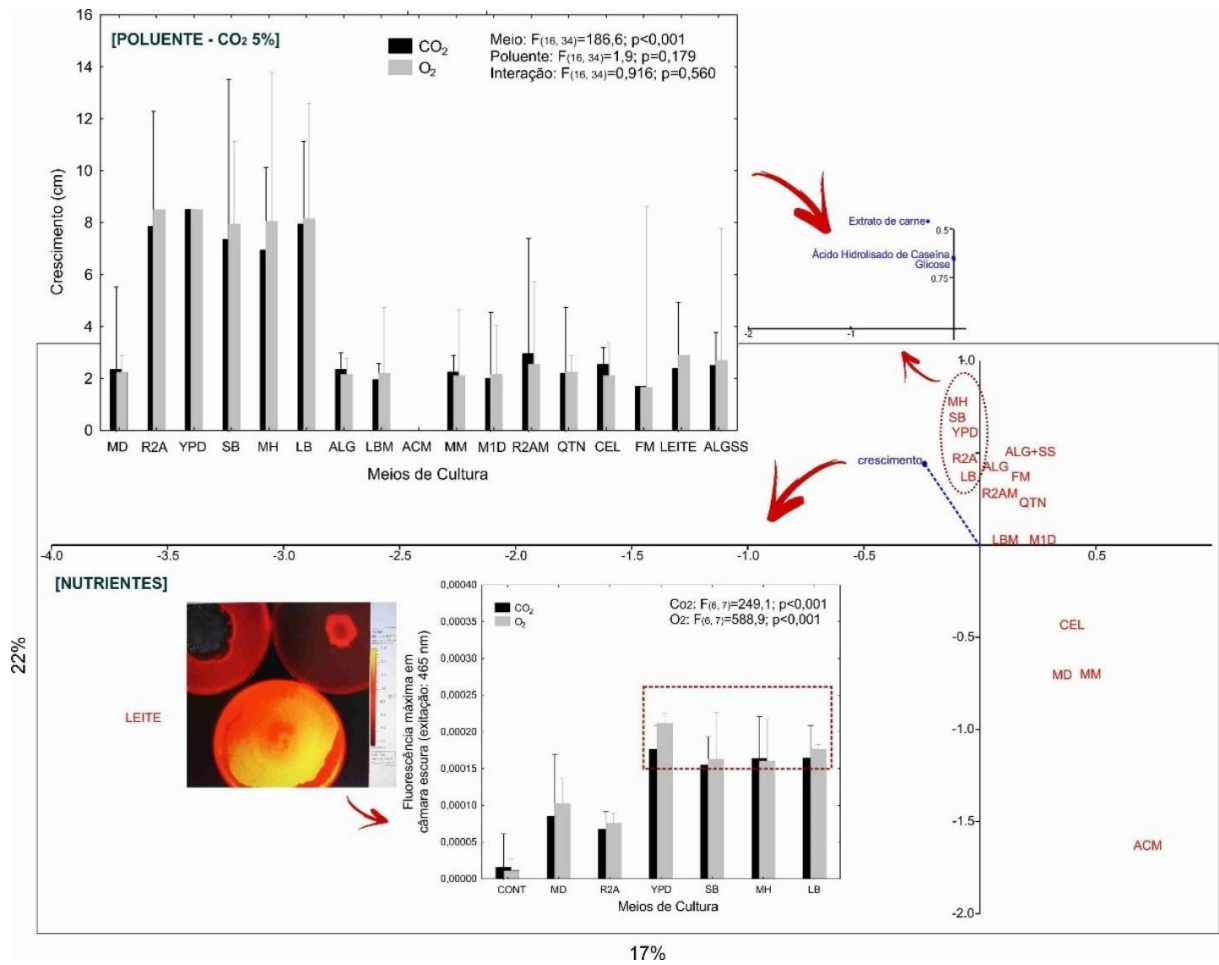 [POLUENTE - CO₂ 5%]
CO₂
O₂
Meio: F(16, 34)=186,6; p<0,001
Poluente: F(16, 34)=1,9; p=0,179
Interação: F(16, 34)=0,916; p=0,560
Crescimento (cm)
16
14
12
10
8
6
4
2
0
MD R2A YPD SB MH LB ALG LBM ACM MM M1D R2AM QTN CEL FM LEITE ALGSS
Meios de Cultura
Extrato de carne
0.5
Ácido Hidrolisado de Caseína
Glicose
0.75
-2 -1
1.0
MH
SB
YPD
R2A
LB
ALG+SS
ALG
FM
R2AM
QTN
crescimento
LBM M1D
-4.0 -3.5 -3.0 -2.5 -2.0 -1.5 -1.0 -0.5 0.5
[NUTRIENTES]
22%
LEITE
Fluorescência máxima em
câmara escura (exitação: 465 nm)
0,00040
0,00035
0,00030
0,00025
0,00020
0,00015
0,00010
0,00005
0,00000
CO₂
O₂
Co2: F(6, 7)=249,1; p<0,001
O2: F(6, 7)=588,9; p<0,001
CONT MD R2A YPD SB MH LB
Meios de Cultura
CEL
-0.5
MD MM
-1.0
-1.5
ACM
-2.0
17%